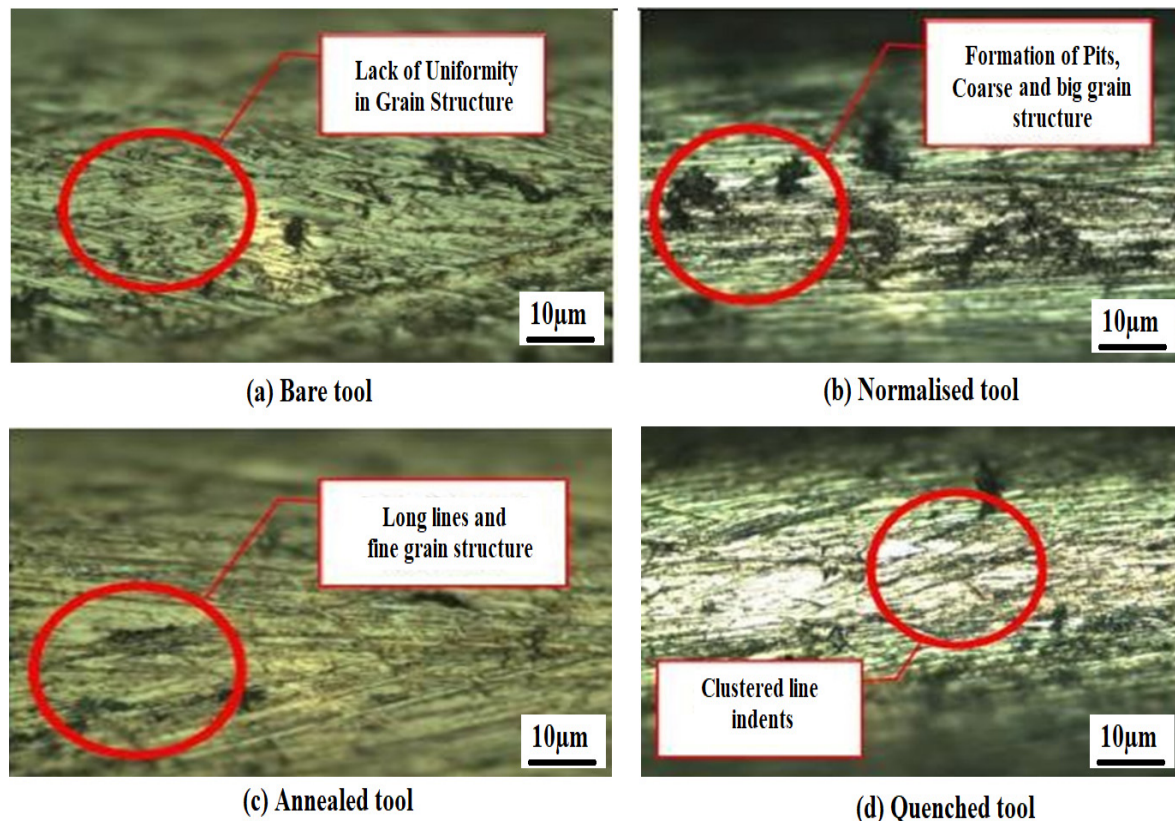 Lack of Uniformity
in Grain Structure
10µm
(a) Bare tool
Formation of Pits,
Coarse and big grain
structure
10µm
(b) Normalised tool
Long lines and
fine grain structure
10µm
(c) Annealed tool
Clustered line
indents
10µm
(d) Quenched tool